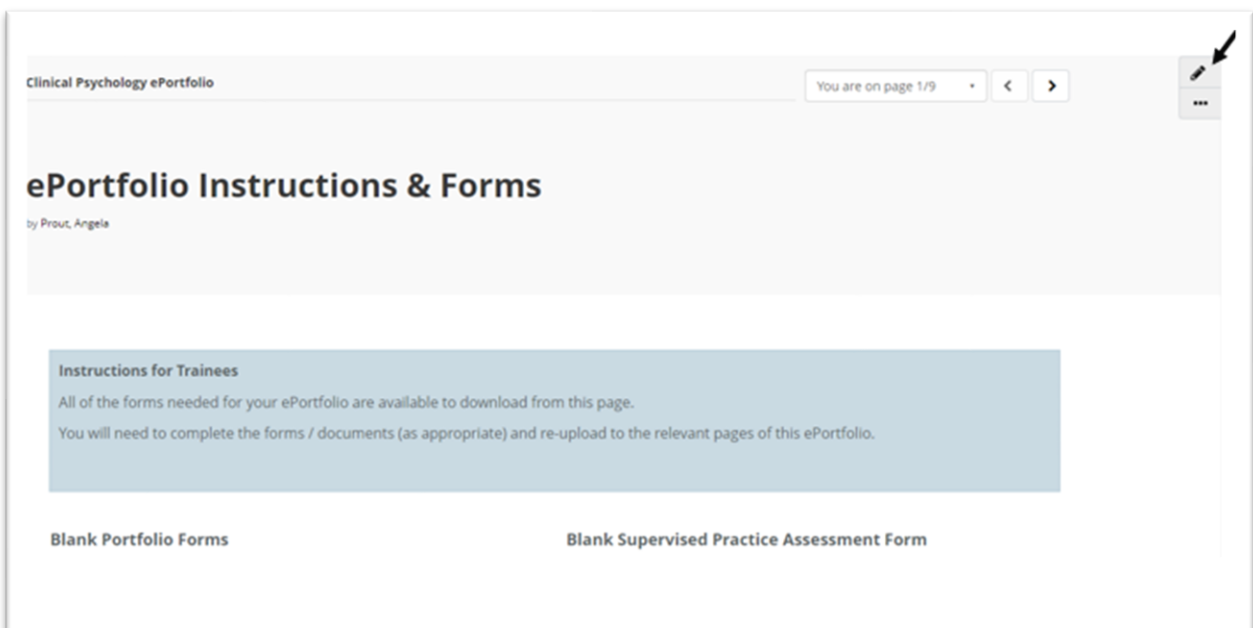 Clinical Psychology ePortfolio
You are on page 1/9
ePortfolio Instructions & Forms
by Prout, Angela
Instructions for Trainees
All of the forms needed for your ePortfolio are available to download from this page.
You will need to complete the forms / documents (as appropriate) and re-upload to the relevant pages of this ePortfolio.
Blank Portfolio Forms
Blank Supervised Practice Assessment Form